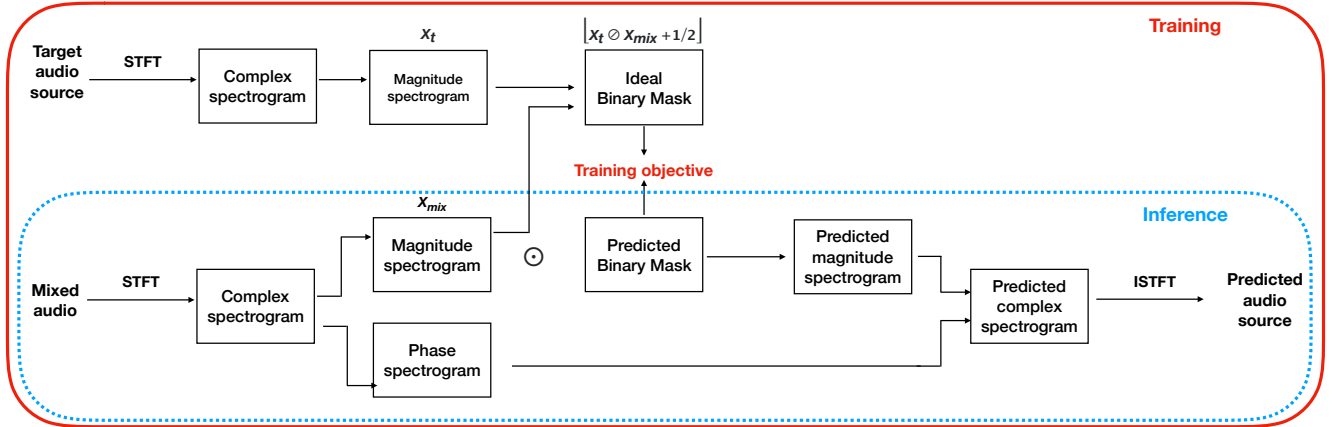 Training
X_t
⌊X_t ⊘ X_mix + 1/2⌋
Target
audio
source
STFT
Complex
spectrogram
Magnitude
spectrogram
Ideal
Binary Mask
Training objective
Inference
X_mix
Mixed
audio
STFT
Complex
spectrogram
Magnitude
spectrogram
⊙
Predicted
Binary Mask
Predicted
magnitude
spectrogram
Phase
spectrogram
Predicted
complex
spectrogram
ISTFT
Predicted
audio
source